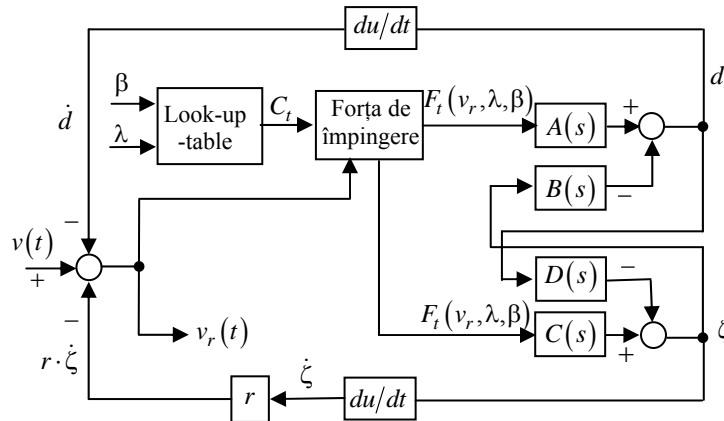 du/dt
d
β
λ
ḋ
Look-up
-table
C_t
Forța de
împingere
F_t(v_r,λ,β)
A(s)
+
B(s)
−
−
v(t)
+
D(s)
−
−
v_r(t)
F_t(v_r,λ,β)
C(s)
+
ζ
r·ζ̇
r
ζ̇
du/dt